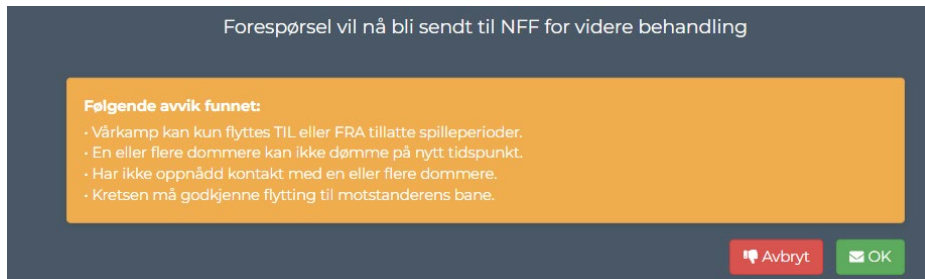 Forespørsel vil nå bli sendt til NFF for videre behandling
Følgende avvik funnet:
· Vårkamp kan kun flyttes TIL eller FRA tillatte spilleperioder.
· En eller flere dommere kan ikke dømme på nytt tidspunkt.
· Har ikke oppnådd kontakt med en eller flere dommere.
· Kretsen må godkjenne flytting til motstanderens bane.
Avbryt OK